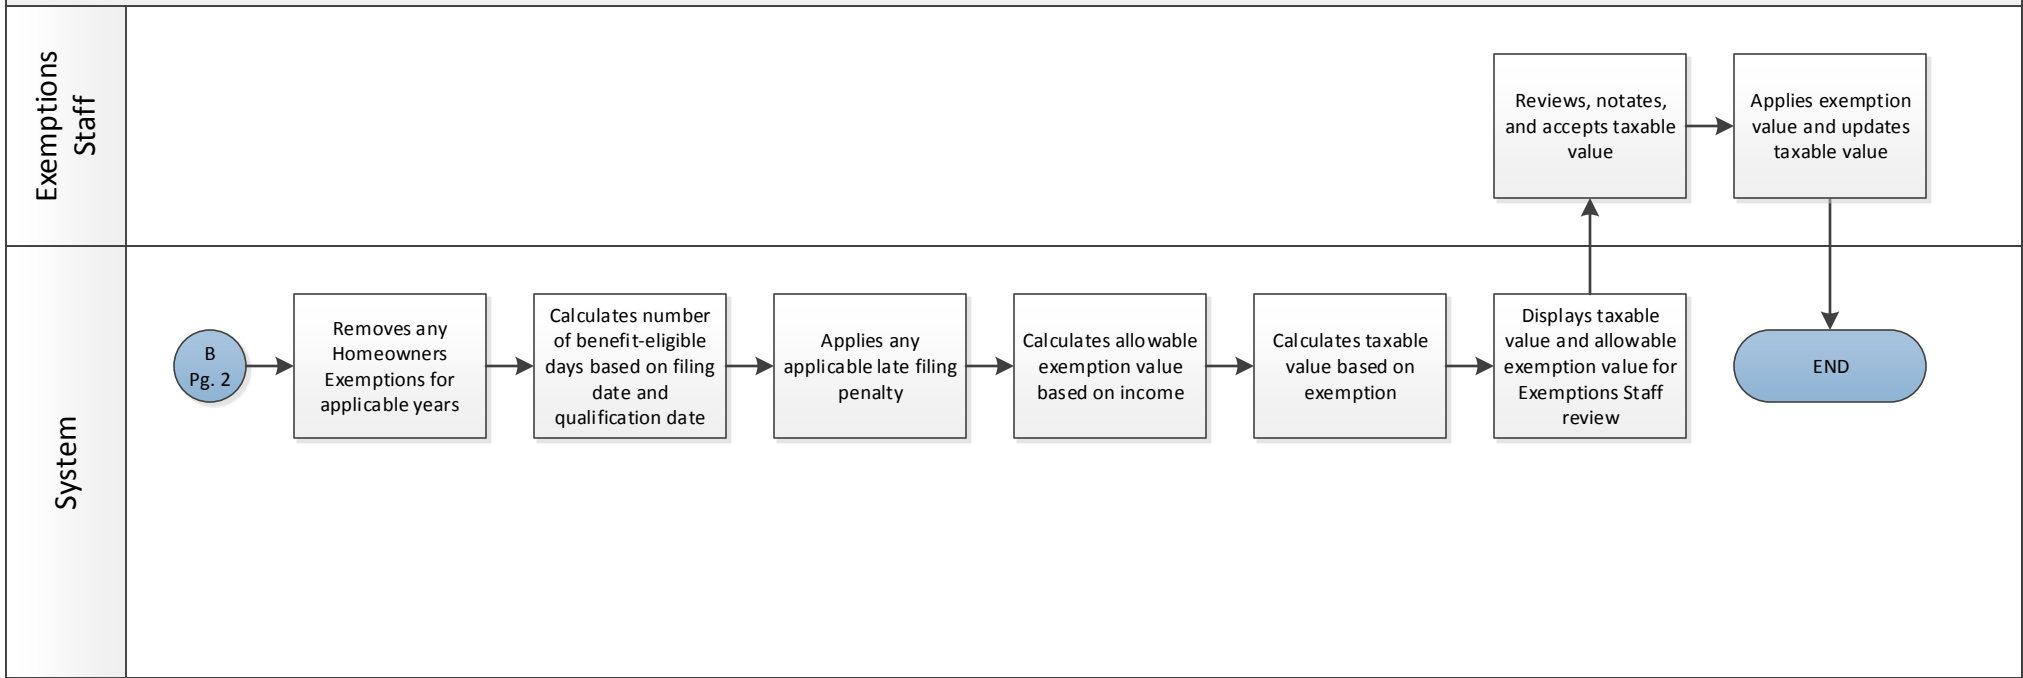 Exemptions
Staff
Reviews, notates,
and accepts taxable
value
Applies exemption
value and updates
taxable value
System
B
Pg. 2
Removes any
Homeowners
Exemptions for
applicable years
Calculates number
of benefit-eligible
days based on filing
date and
qualification date
Applies any
applicable late filing
penalty
Calculates allowable
exemption value
based on income
Calculates taxable
value based on
exemption
Displays taxable
value and allowable
exemption value for
Exemptions Staff
review
END